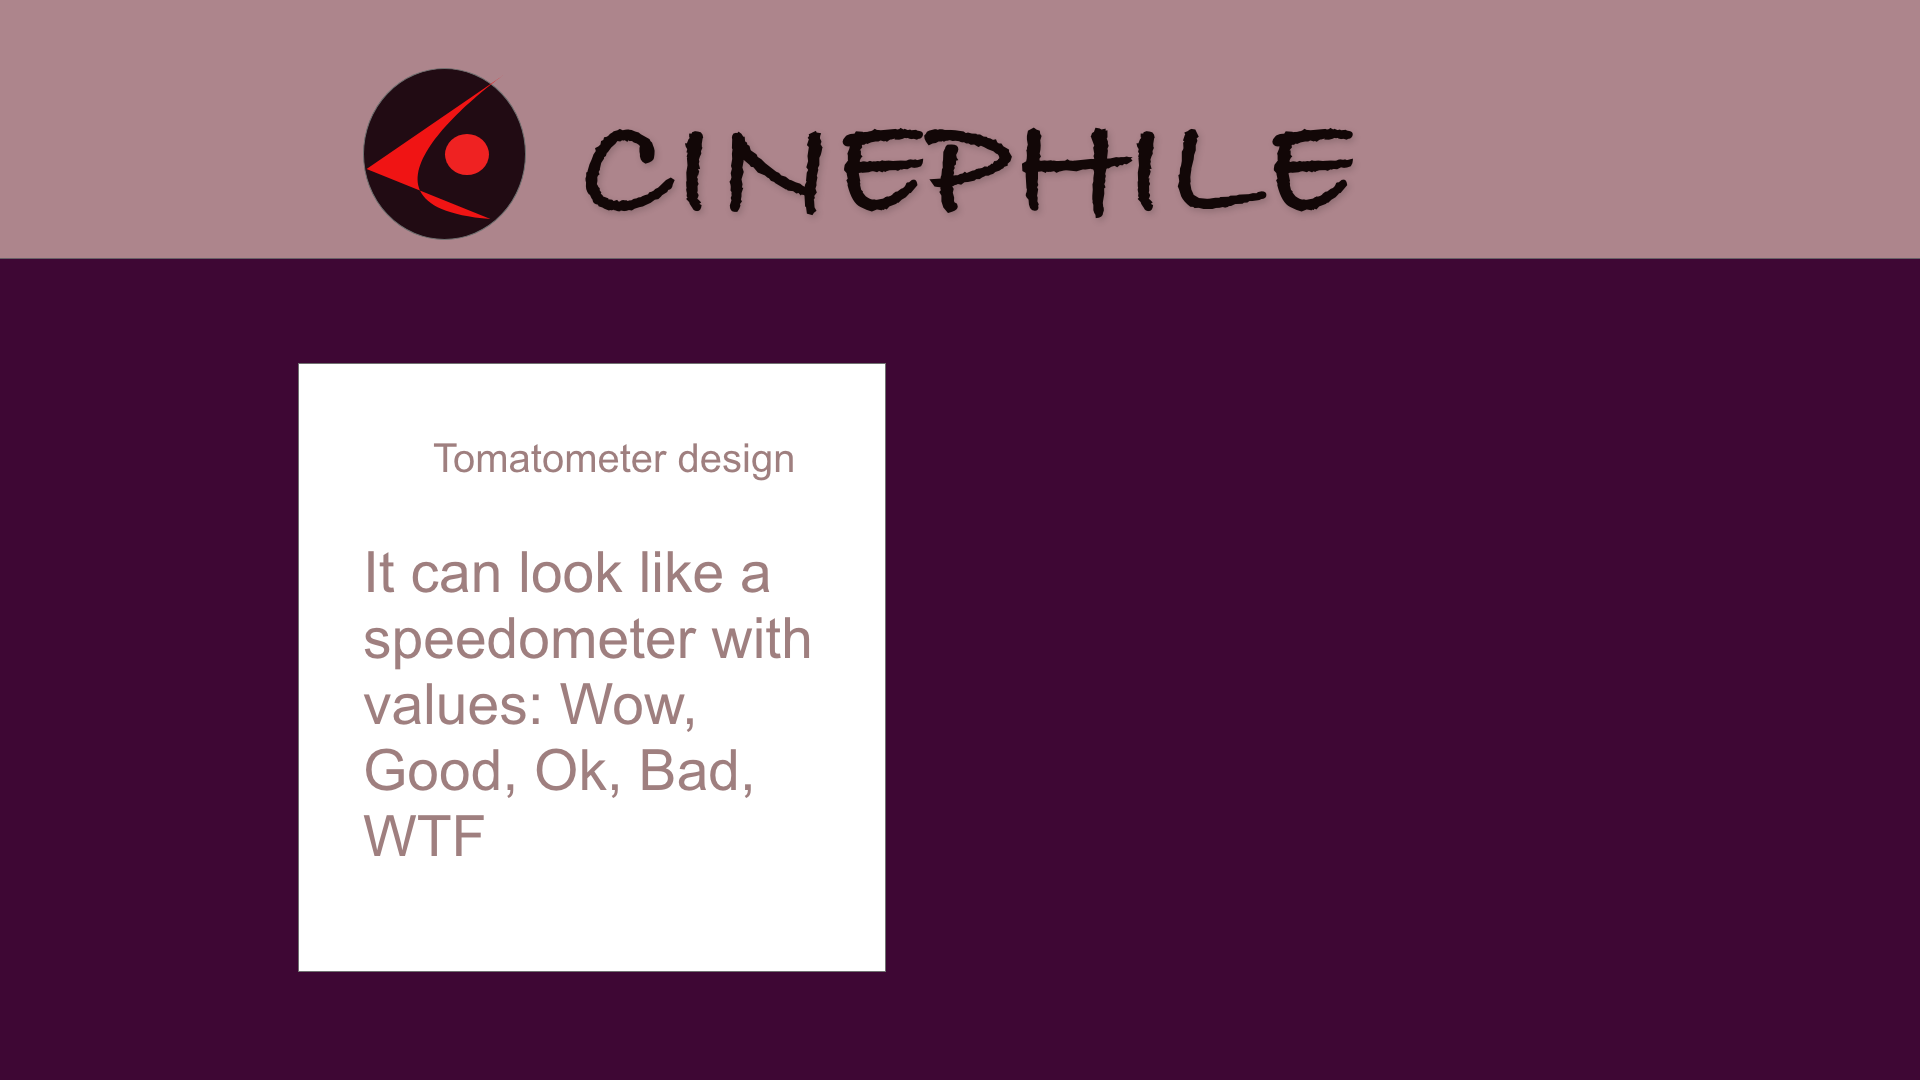 CINEPHILE
Tomatometer design
It can look like a
speedometer with
values: Wow,
Good, Ok, Bad,
WTF